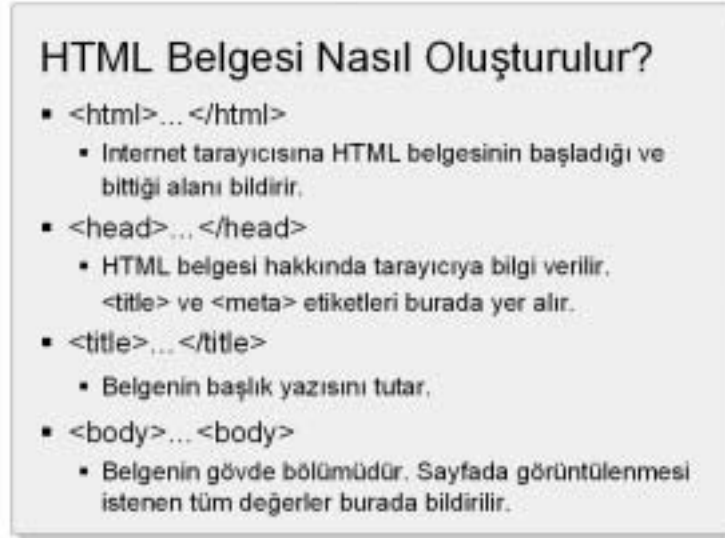 HTML Belgesi Nasıl Oluşturulur?
▪ <html>... </html>
▪ Internet tarayıcısına HTML belgesinin başladığı ve
bittiği alanı bildirir.
▪ <head>... </head>
▪ HTML belgesi hakkında tarayıcıya bilgi verilir.
<title> ve <meta> etiketleri burada yer alır.
▪ <title>... </title>
▪ Belgenin başlık yazısını tutar.
▪ <body>... <body>
▪ Belgenin gövde bölümüdür. Sayfada görüntülenmesi
istenen tüm değerler burada bildirilir.